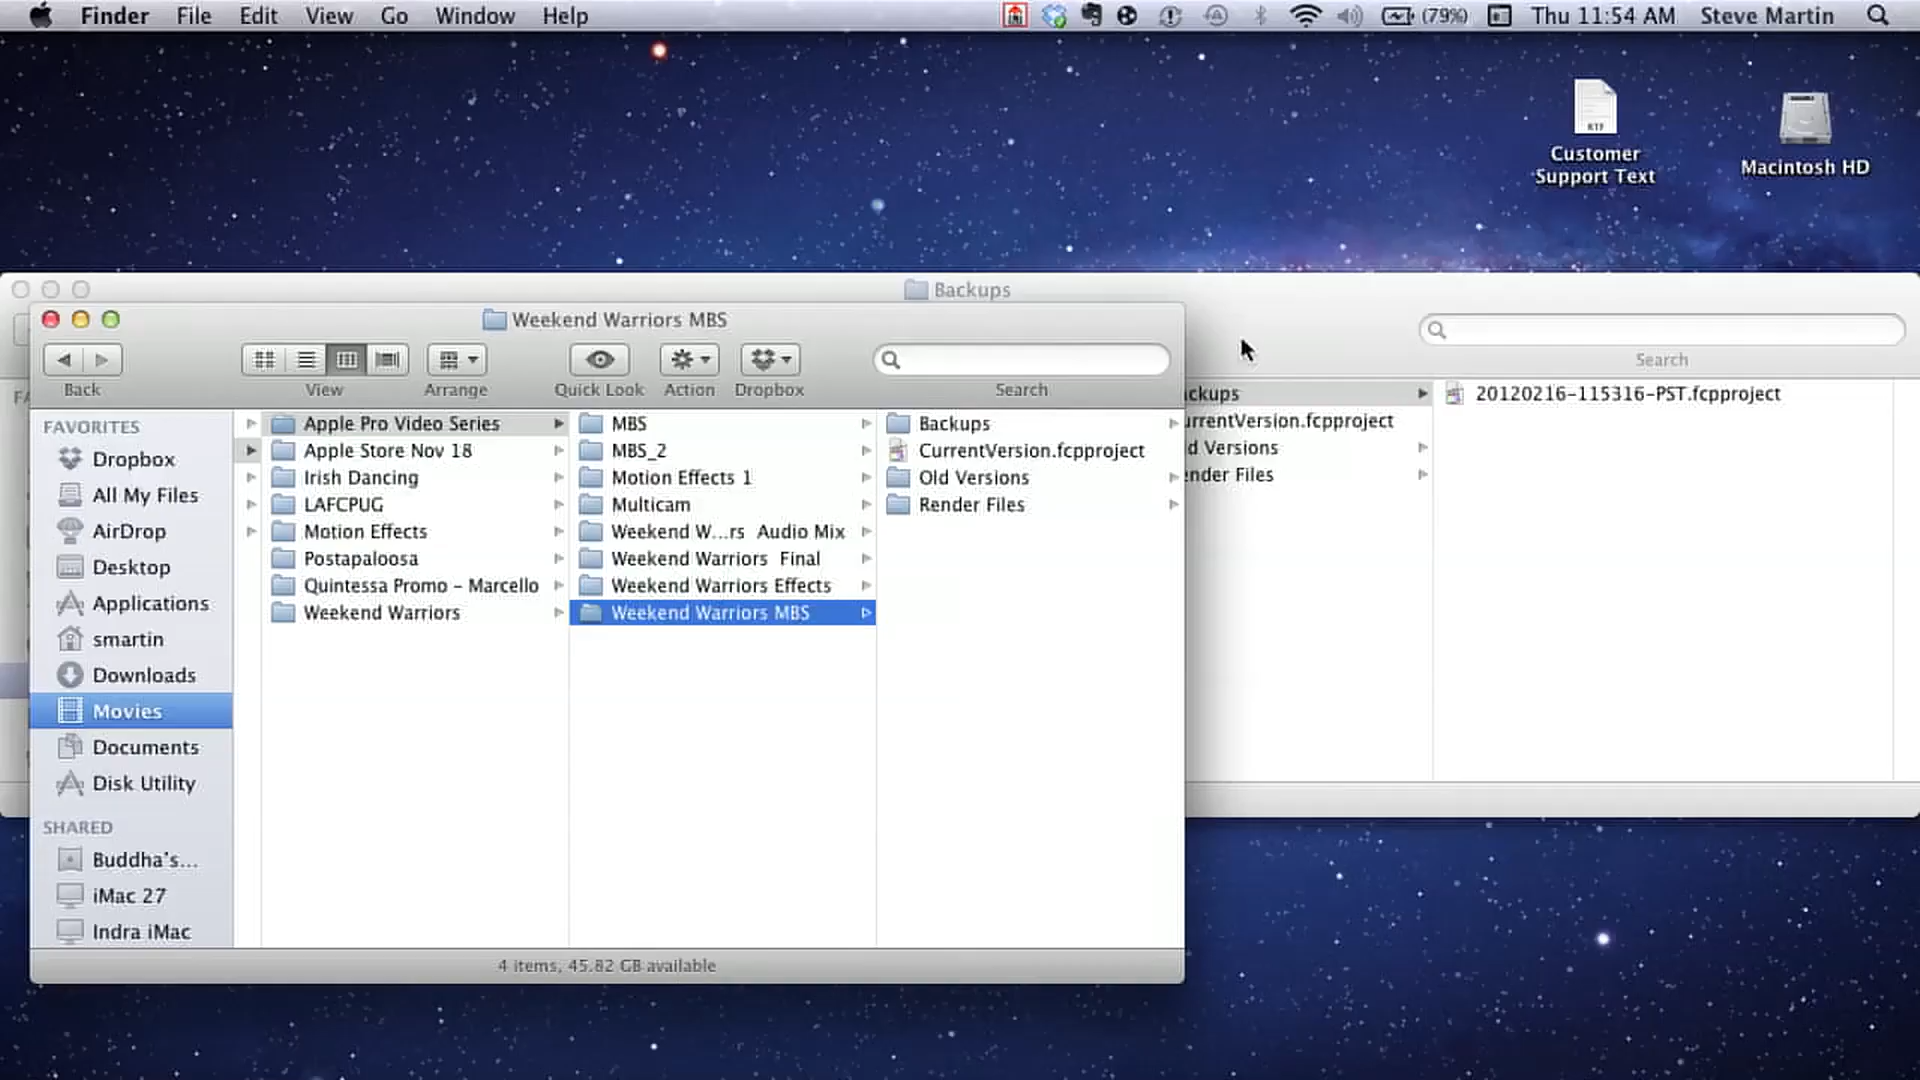 Finder File Edit View Go Window Help (79%) Thu 11:54 AM Steve Martin
RTF
Customer
Support Text
Macintosh HD
Backups
Weekend Warriors MBS
Back View Arrange Quick Look Action Dropbox Search
Search
FAVORITES
Dropbox
All My Files
AirDrop
Desktop
Applications
smartin
Downloads
Movies
Documents
Disk Utility
SHARED
Buddha's...
iMac 27
Indra iMac
Apple Pro Video Series
Apple Store Nov 18
Irish Dancing
LAFCPUG
Motion Effects
Postapaloosa
Quintessa Promo - Marcello
Weekend Warriors
MBS
MBS_2
Motion Effects 1
Multicam
Weekend W...rs Audio Mix
Weekend Warriors Final
Weekend Warriors Effects
Weekend Warriors MBS
Backups
CurrentVersion.fcpproject
Old Versions
Render Files
ckups
urrentVersion.fcpproject
d Versions
ender Files
20120216-115316-PST.fcpproject
4 items, 45.82 GB available